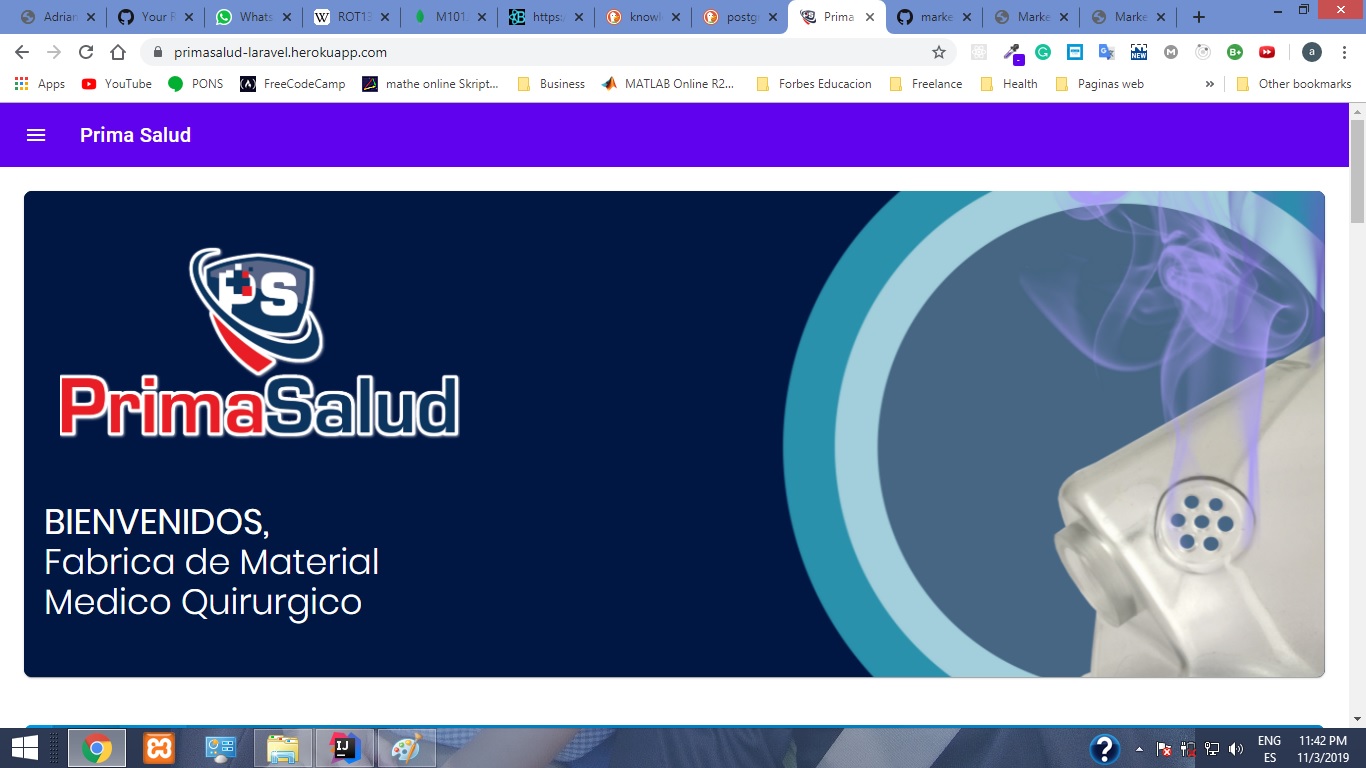 Adrian
Your R
Whats
ROT13
M101
https:/
knowl
postg
Prima
marke
Marke
Marke
primasalud-laravel.herokuapp.com
a
Apps
YouTube
PONS
FreeCodeCamp
mathe online Skript...
Business
MATLAB Online R2...
Forbes Educacion
Freelance
Health
Paginas web
»
Other bookmarks
NEW
B+
Prima Salud
PS
PrimaSalud
BIENVENIDOS,
Fabrica de Material
Medico Quirurgico
ENG
ES
11:42 PM
11/3/2019